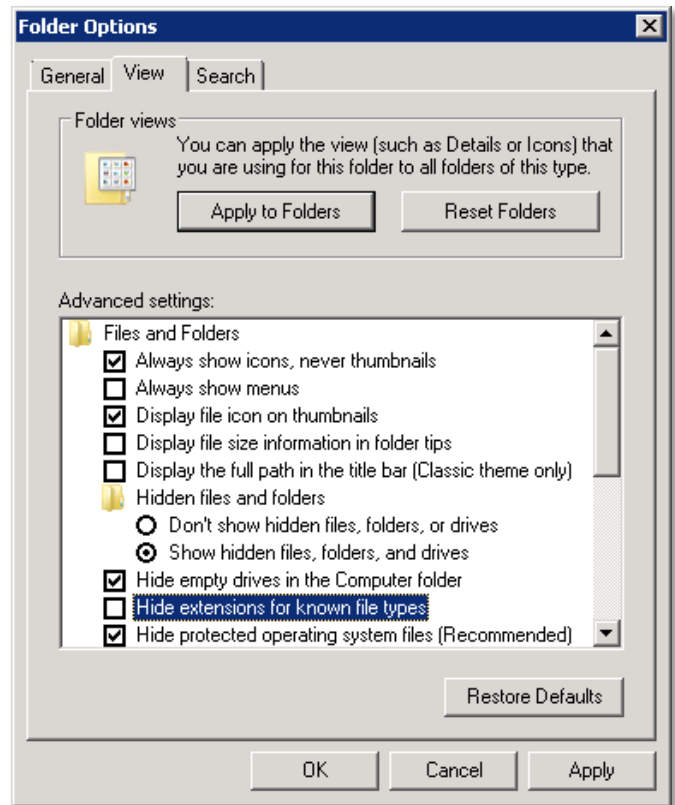 Folder Options
General View Search
Folder views
You can apply the view (such as Details or Icons) that
you are using for this folder to all folders of this type.
Apply to Folders Reset Folders
Advanced settings:
Files and Folders
Always show icons, never thumbnails
Always show menus
Display file icon on thumbnails
Display file size information in folder tips
Display the full path in the title bar (Classic theme only)
Hidden files and folders
Don't show hidden files, folders, or drives
Show hidden files, folders, and drives
Hide empty drives in the Computer folder
Hide extensions for known file types
Hide protected operating system files (Recommended)
Restore Defaults
OK Cancel Apply